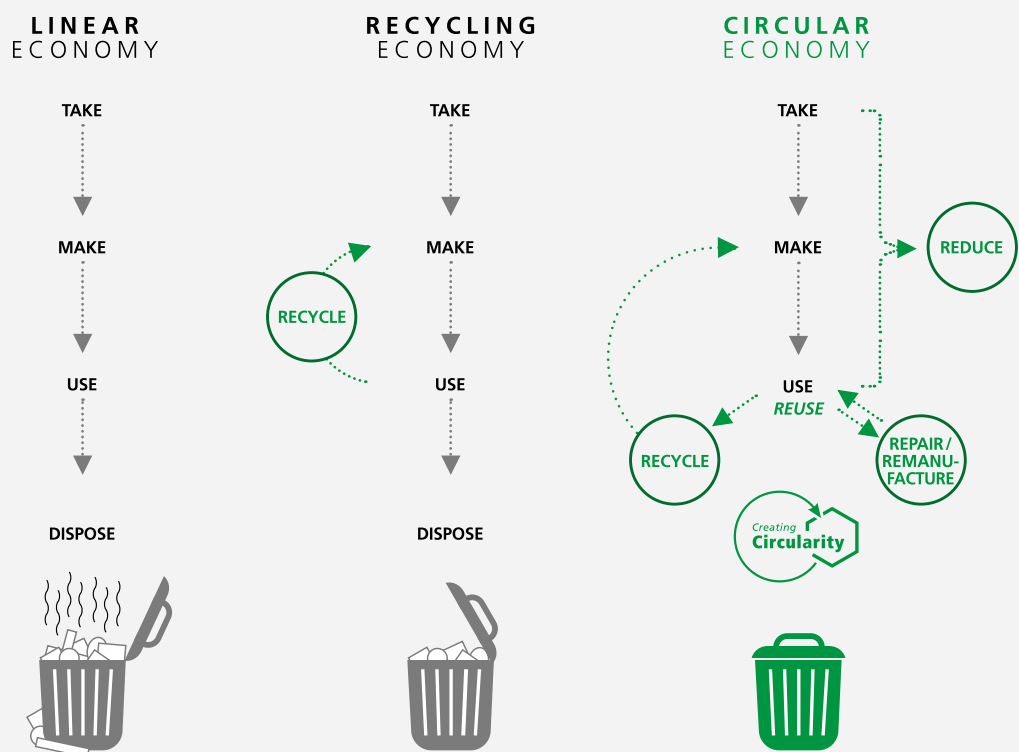 LINEAR
ECONOMY
TAKE
MAKE
USE
DISPOSE
RECYCLING
ECONOMY
TAKE
MAKE
RECYCLE
USE
DISPOSE
CIRCULAR
ECONOMY
TAKE
MAKE
REDUCE
USE
REUSE
RECYCLE
REPAIR /
REMANU-
FACTURE
Creating
Circularity